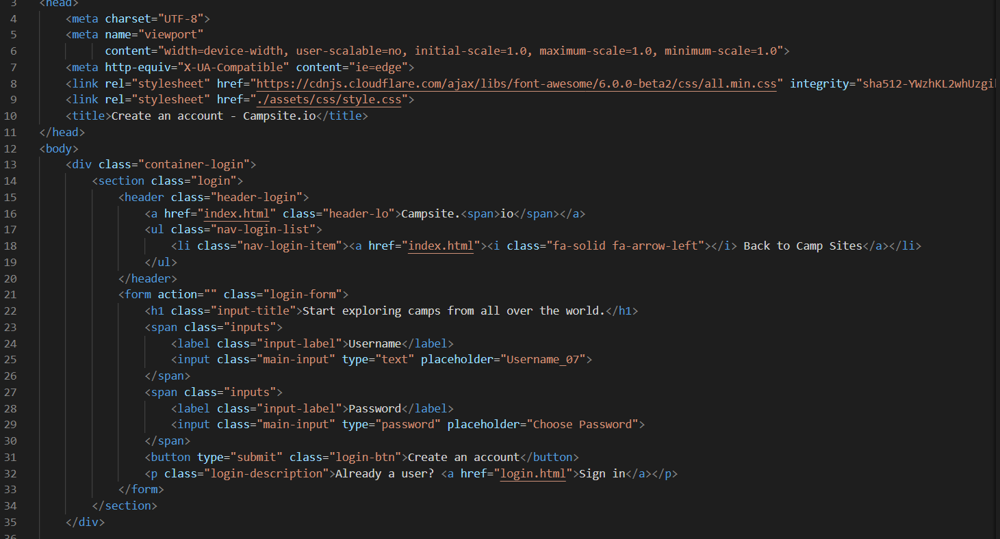 3 <head>
4 <meta charset="UTF-8">
5 <meta name="viewport"
6 content="width=device-width, user-scalable=no, initial-scale=1.0, maximum-scale=1.0, minimum-scale=1.0">
7 <meta http-equiv="X-UA-Compatible" content="ie=edge">
8 <link rel="stylesheet" href="https://cdnjs.cloudflare.com/ajax/libs/font-awesome/6.0.0-beta2/css/all.min.css" integrity="sha512-YWzhKL2whUzgi
9 <link rel="stylesheet" href="./assets/css/style.css">
10 <title>Create an account - Campsite.io</title>
11 </head>
12 <body>
13 <div class="container-login">
14 <section class="login">
15 <header class="header-login">
16 <a href="index.html" class="header-lo">Campsite.<span>io</span></a>
17 <ul class="nav-login-list">
18 <li class="nav-login-item"><a href="index.html"><i class="fa-solid fa-arrow-left"></i> Back to Camp Sites</a></li>
19 </ul>
20 </header>
21 <form action="" class="login-form">
22 <h1 class="input-title">Start exploring camps from all over the world.</h1>
23 <span class="inputs">
24 <label class="input-label">Username</label>
25 <input class="main-input" type="text" placeholder="Username_07">
26 </span>
27 <span class="inputs">
28 <label class="input-label">Password</label>
29 <input class="main-input" type="password" placeholder="Choose Password">
30 </span>
31 <button type="submit" class="login-btn">Create an account</button>
32 <p class="login-description">Already a user? <a href="login.html">Sign in</a></p>
33 </form>
34 </section>
35 </div>
36